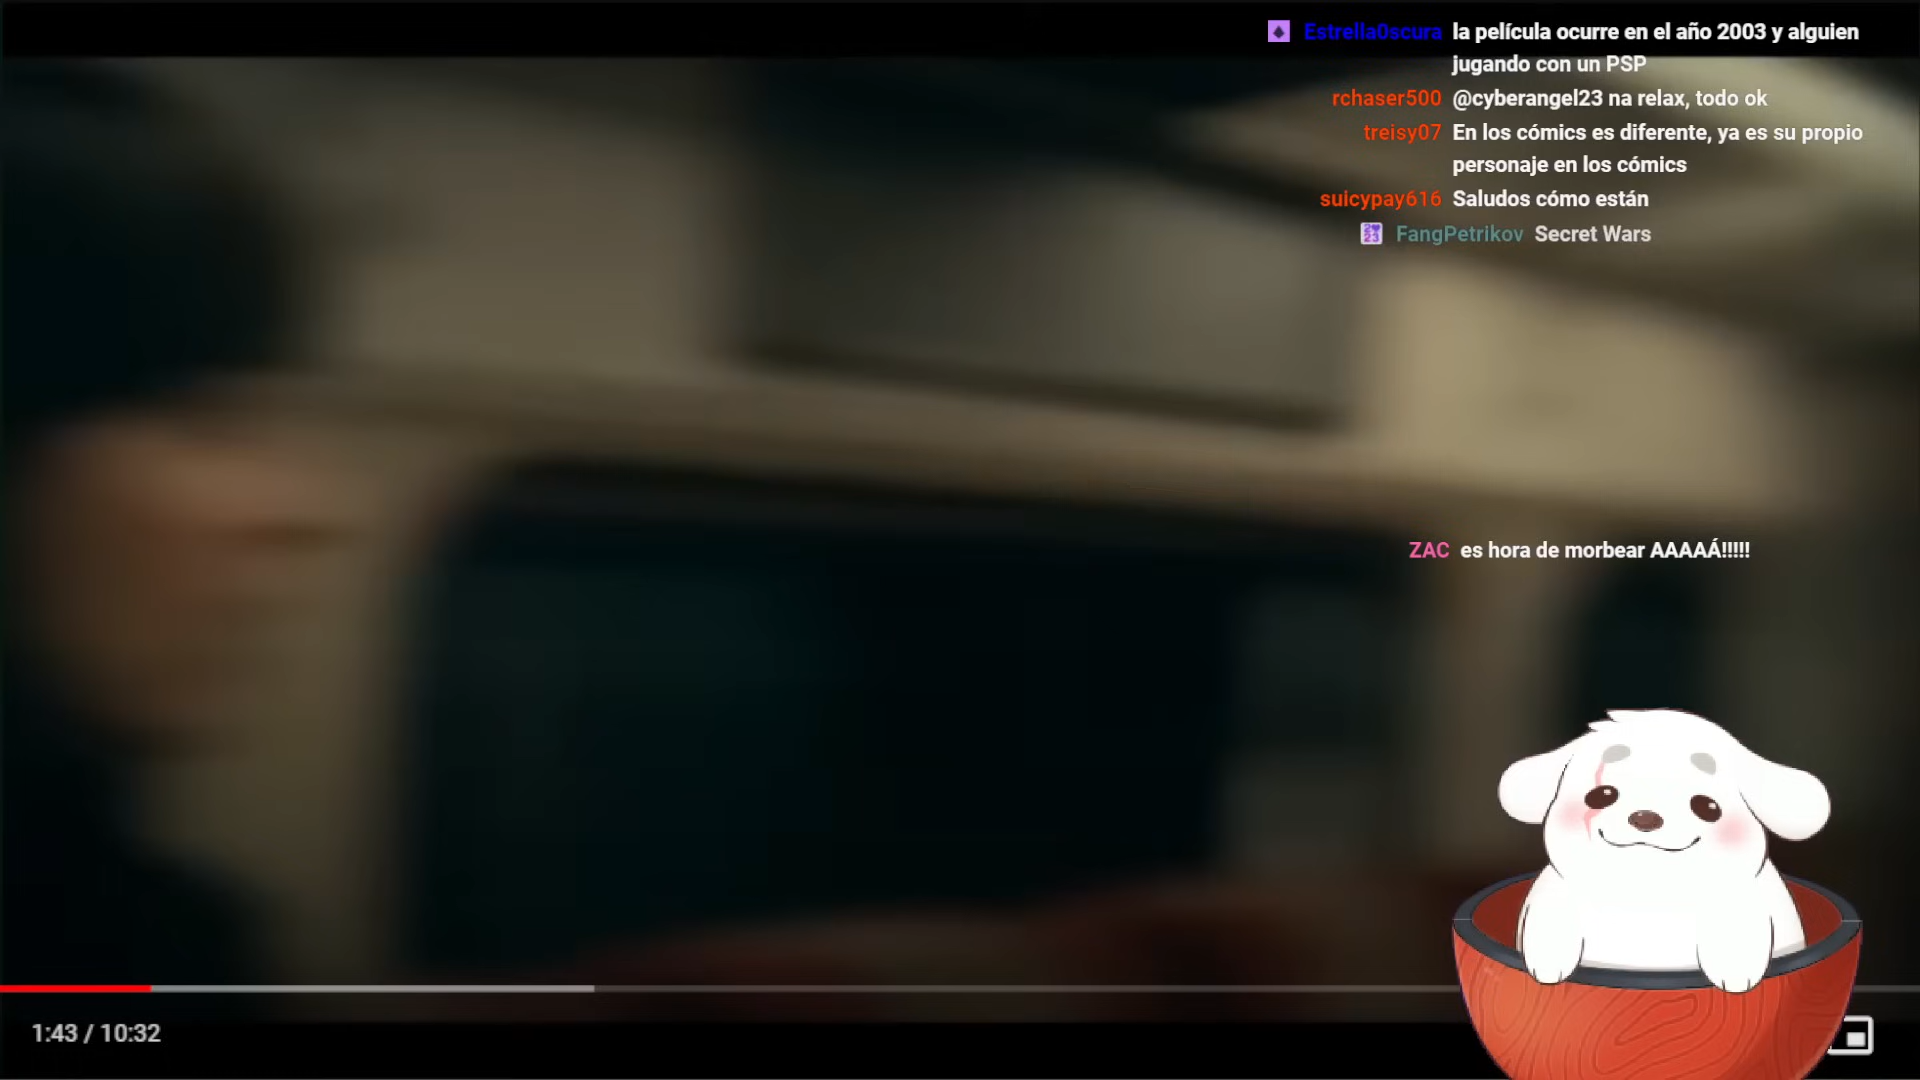 Estrella0scura la película ocurre en el año 2003 y alguien
jugando con un PSP
rchaser500 @cyberangel23 na relax, todo ok
treisy07 En los cómics es diferente, ya es su propio
personaje en los cómics
suicypay616 Saludos cómo están
23 FangPetrikov Secret Wars
ZAC es hora de morbear AAAAÁ!!!!!
1:43 / 10:32